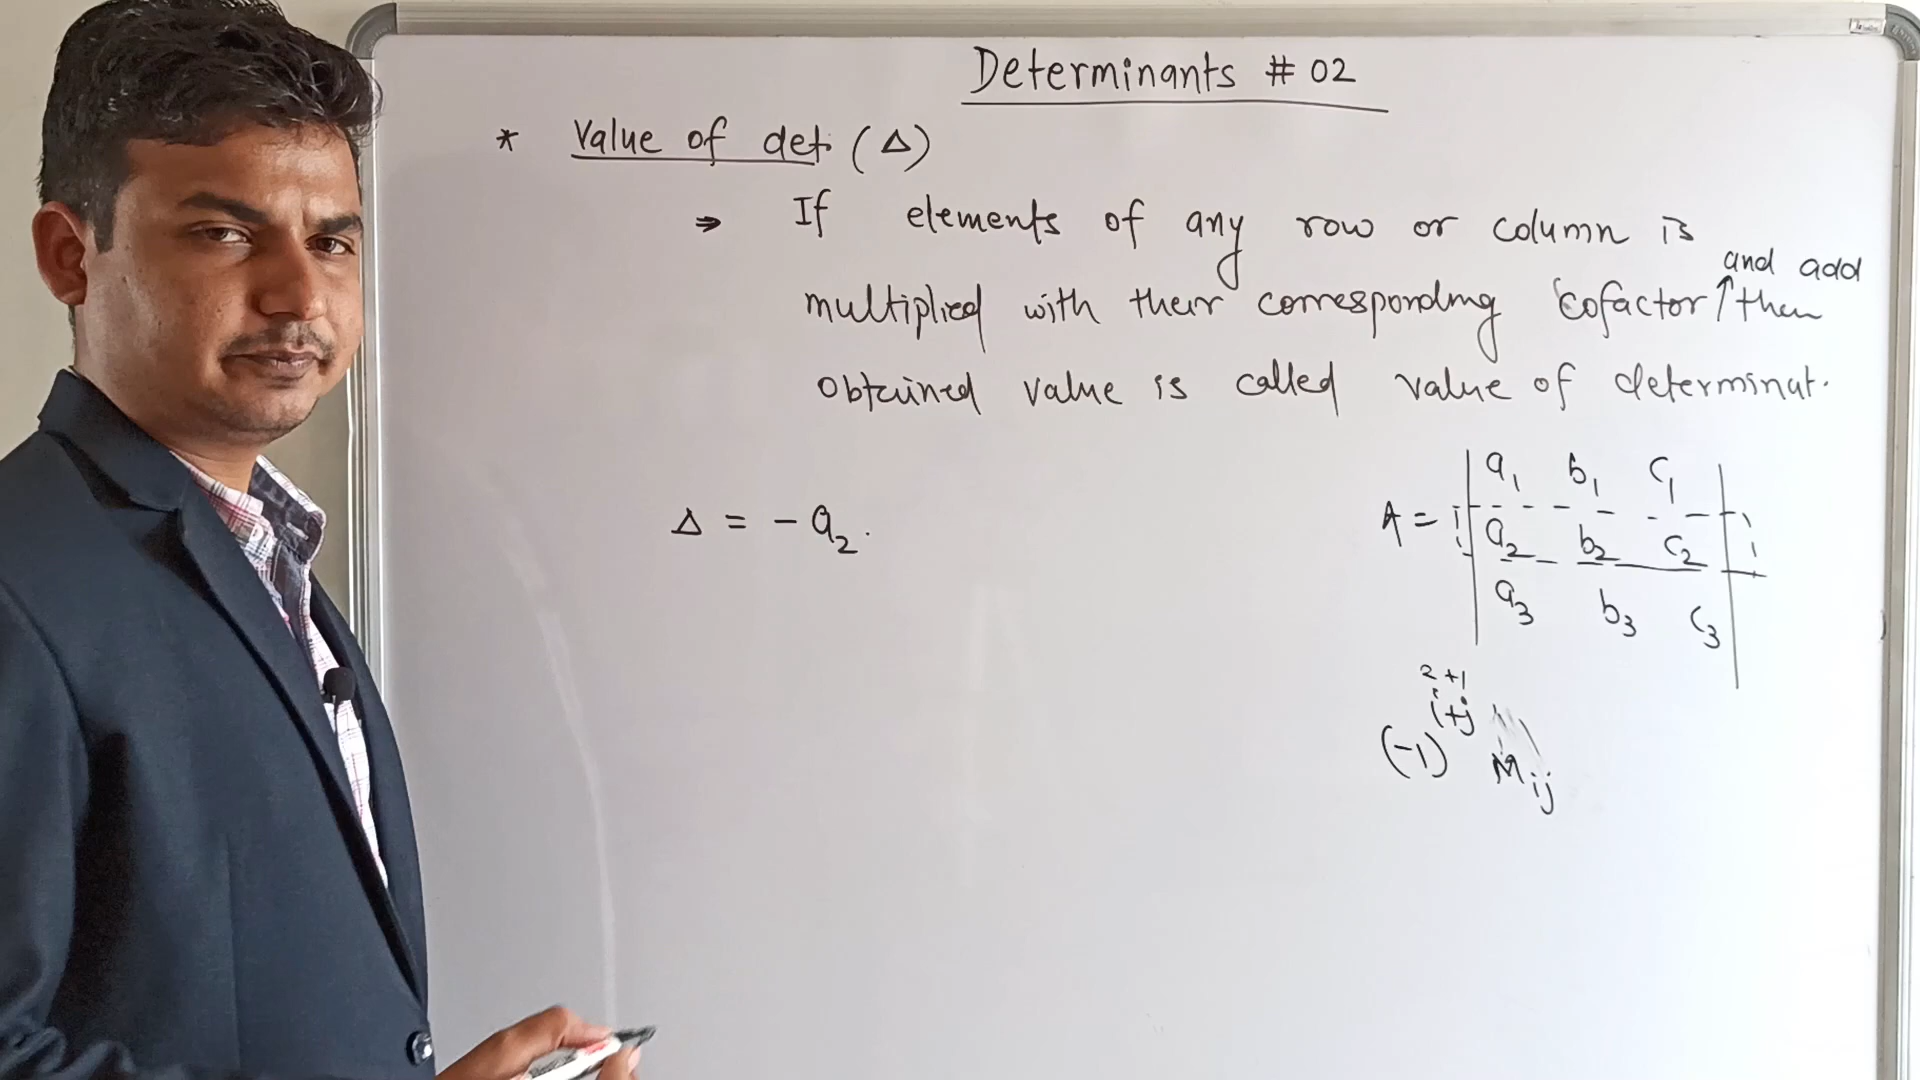 Determinants # 02
* Value of det. (Δ)
⇒ If elements of any row or column is
multiplied with their corresponding cofactor ↑ then
and add
obtained value is called value of determinat.
Δ = - a₂.
a₁ b₁ c₁
A = a₂ b₂ c₂
a₃ b₃ c₃
2+1
i+j
(-1) Mij